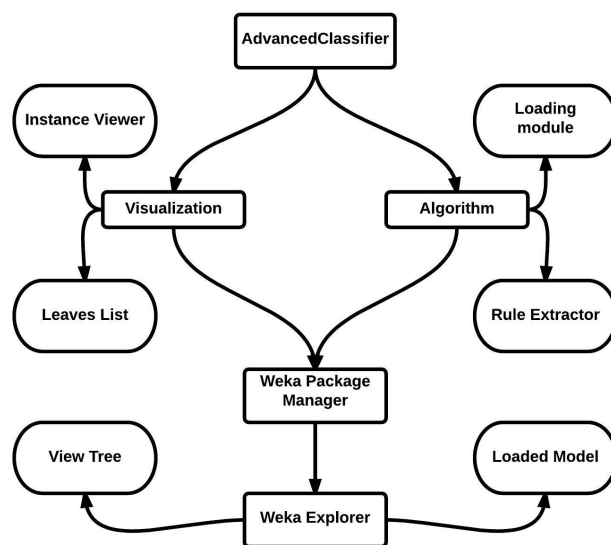 AdvancedClassifier
Instance Viewer
Loading
module
Visualization
Algorithm
Leaves List
Rule Extractor
Weka Package
Manager
View Tree
Loaded Model
Weka Explorer